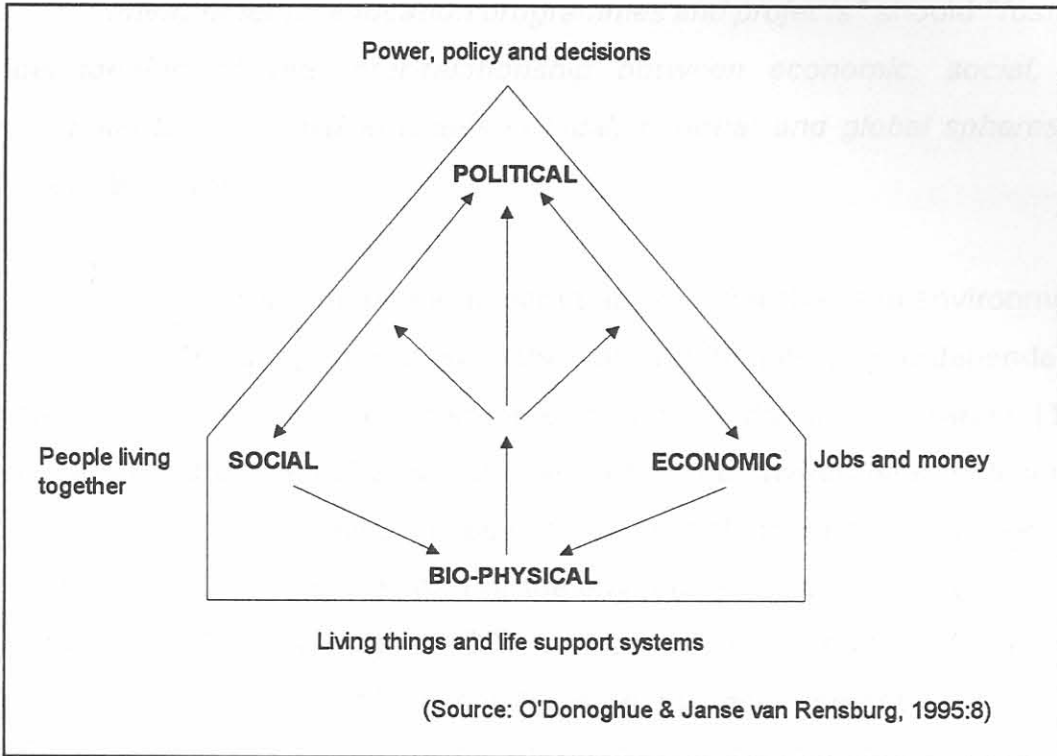 Power, policy and decisions
POLITICAL
People living
together
SOCIAL
ECONOMIC
Jobs and money
BIO-PHYSICAL
Living things and life support systems
(Source: O'Donoghue & Janse van Rensburg, 1995:8)